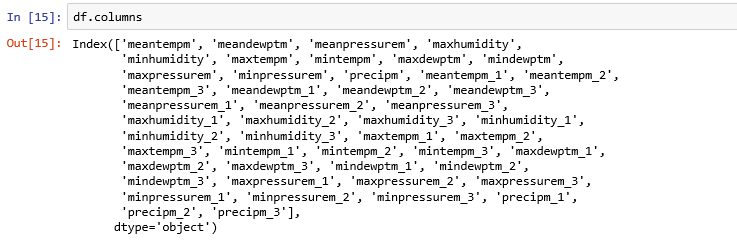 In [15]: df.columns
Out[15]: Index(['meantempm', 'meandewptm', 'meanpressurem', 'maxhumidity',
'minhumidity', 'maxtempm', 'mintempm', 'maxdewptm', 'mindewptm',
'maxpressurem', 'minpressurem', 'precipm', 'meantempm_1', 'meantempm_2',
'meantempm_3', 'meandewptm_1', 'meandewptm_2', 'meandewptm_3',
'meanpressurem_1', 'meanpressurem_2', 'meanpressurem_3',
'maxhumidity_1', 'maxhumidity_2', 'maxhumidity_3', 'minhumidity_1',
'minhumidity_2', 'minhumidity_3', 'maxtempm_1', 'maxtempm_2',
'maxtempm_3', 'mintempm_1', 'mintempm_2', 'mintempm_3', 'maxdewptm_1',
'maxdewptm_2', 'maxdewptm_3', 'mindewptm_1', 'mindewptm_2',
'mindewptm_3', 'maxpressurem_1', 'maxpressurem_2', 'maxpressurem_3',
'minpressurem_1', 'minpressurem_2', 'minpressurem_3', 'precipm_1',
'precipm_2', 'precipm_3'],
dtype='object')